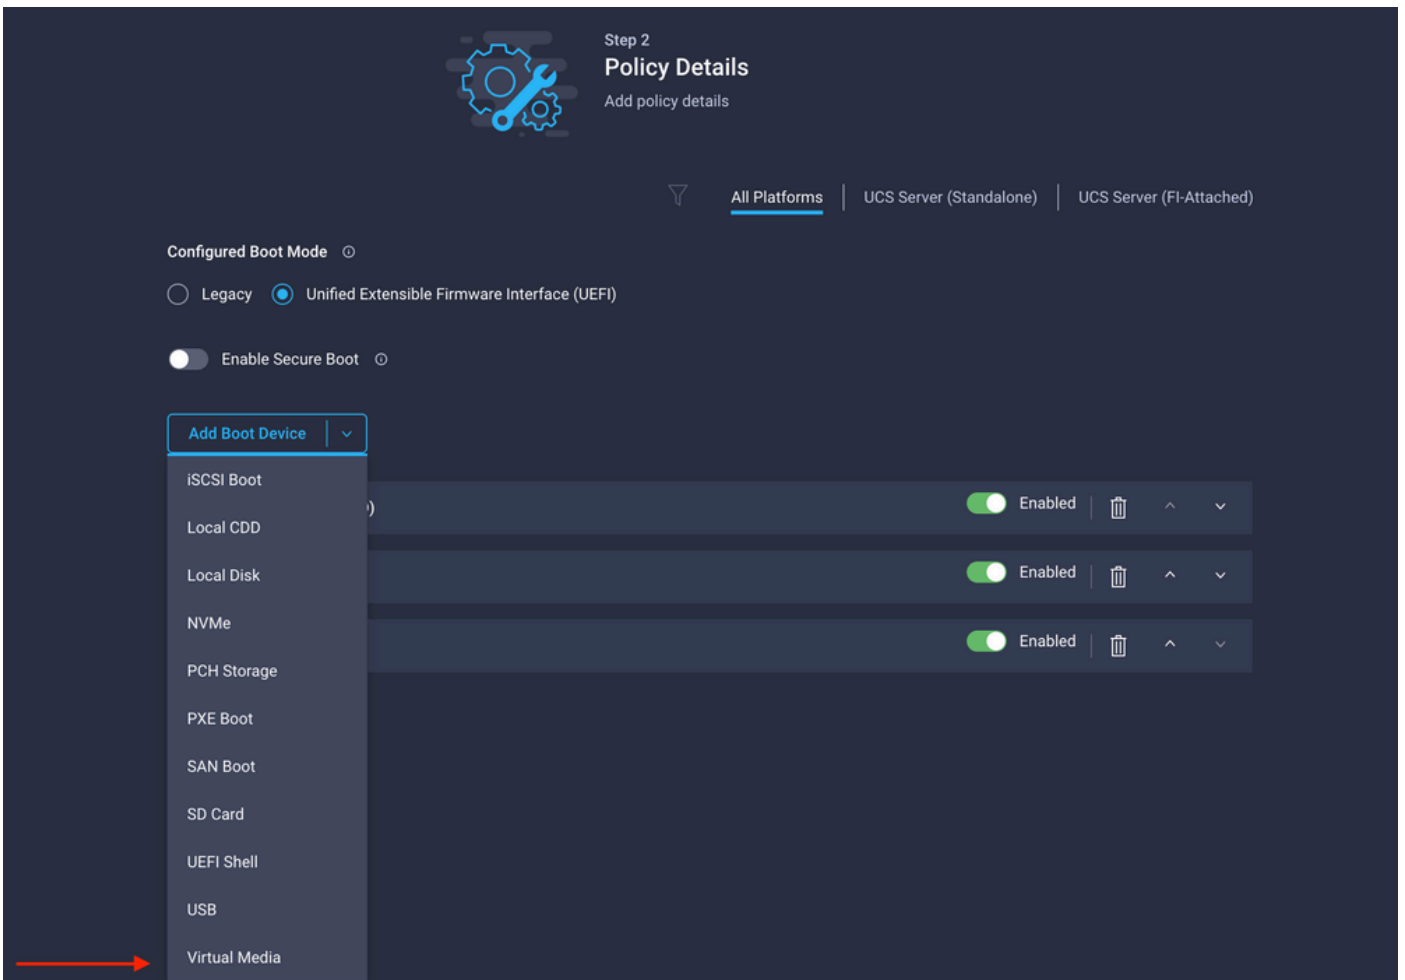 Step 2
Policy Details
Add policy details
All Platforms
UCS Server (Standalone)
UCS Server (FI-Attached)
Configured Boot Mode
Legacy
Unified Extensible Firmware Interface (UEFI)
Enable Secure Boot
Add Boot Device
iSCSI Boot
)
Enabled
Local CDD
Local Disk
Enabled
NVMe
Enabled
PCH Storage
PXE Boot
SAN Boot
SD Card
UEFI Shell
USB
Virtual Media